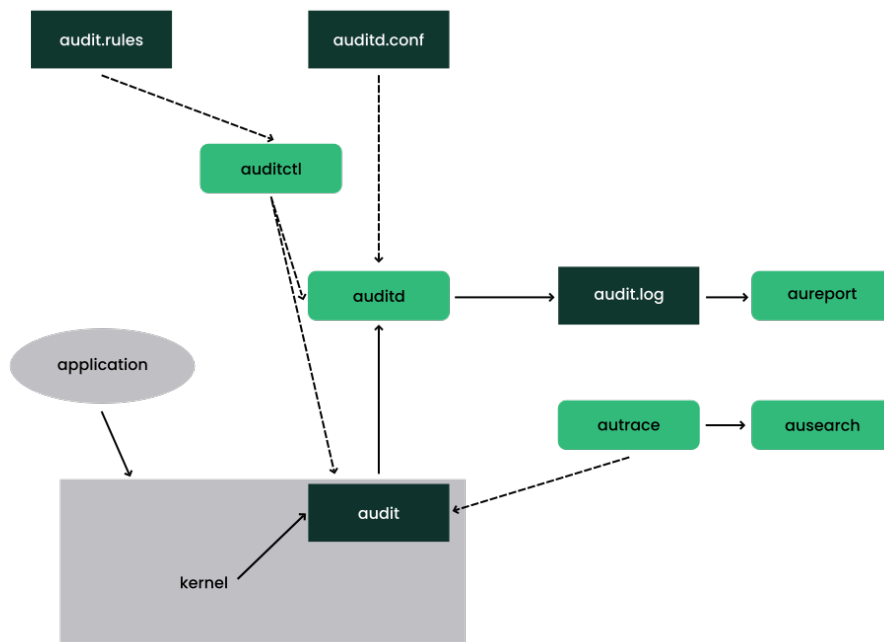 audit.rules
auditd.conf
auditctl
auditd
audit.log
aureport
application
autrace
ausearch
audit
kernel